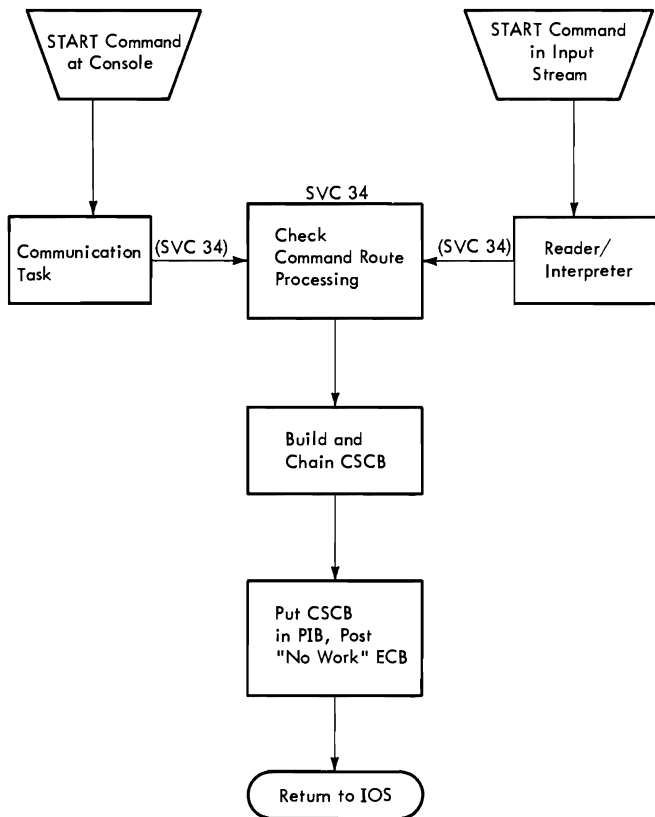 START Command
at Console
START Command
in Input
Stream
SVC 34
Communication
Task
(SVC 34)
Check
Command Route
Processing
(SVC 34)
Reader/
Interpreter
Build and
Chain CSCB
Put CSCB
in PIB, Post
"No Work" ECB
Return to IOS